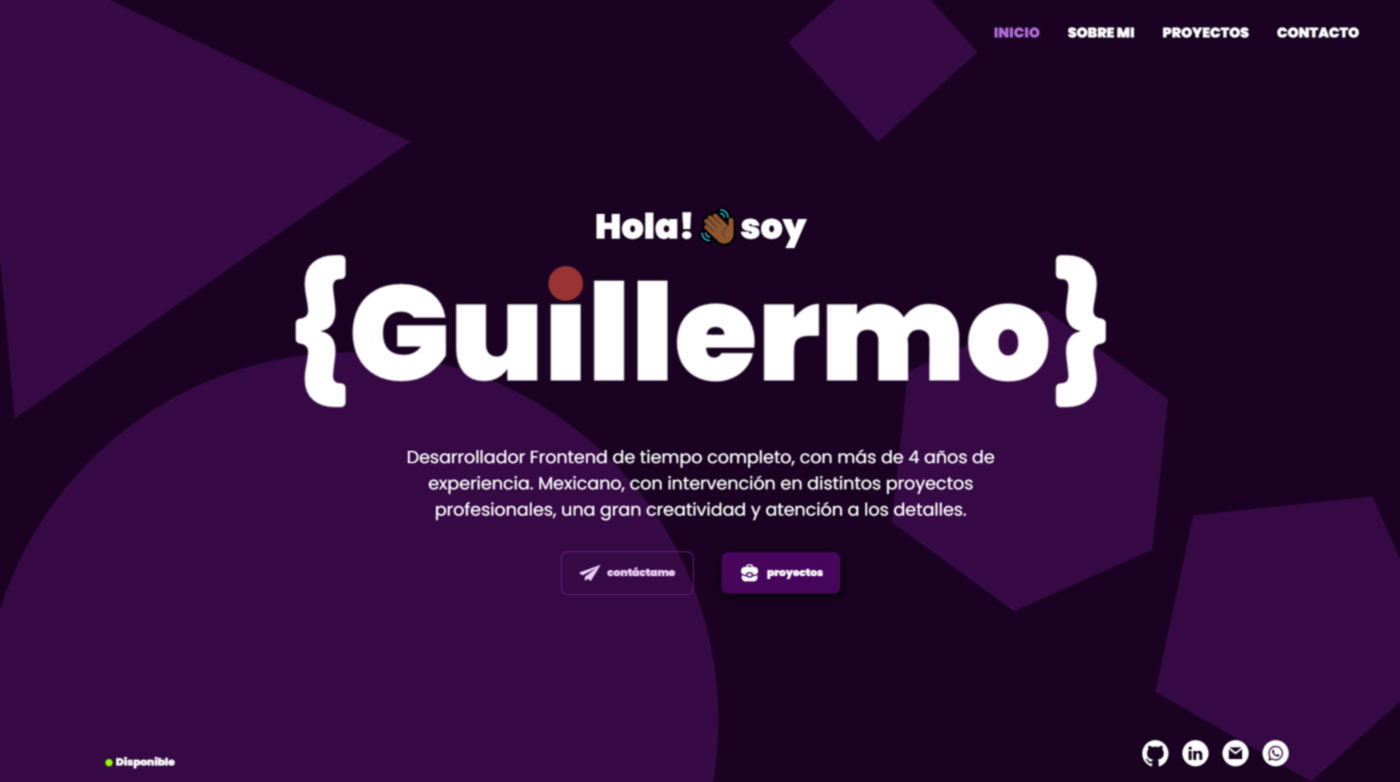 INICIO SOBRE MI PROYECTOS CONTACTO
Hola! 👋🏾 soy
{Guillermo}
Desarrollador Frontend de tiempo completo, con más de 4 años de
experiencia. Mexicano, con intervención en distintos proyectos
profesionales, una gran creatividad y atención a los detalles.
contáctame proyectos
Disponible
in